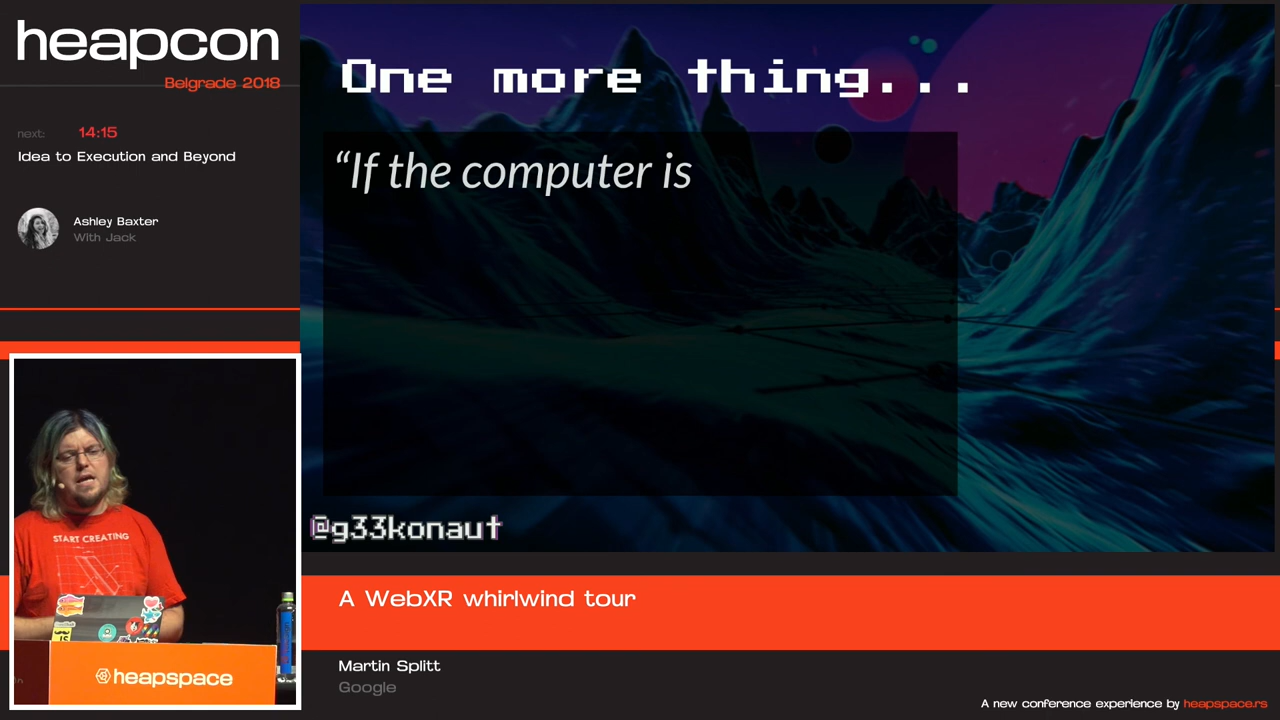 heapcon
Belgrade 2018
next: 14:15
Idea to Execution and Beyond
Ashley Baxter
With Jack
One more thing...
“If the computer is
@g33konaut
START CREATING
JS
heapspace
A WebXR whirlwind tour
Martin Splitt
Google
A new conference experience by heapspace.rs